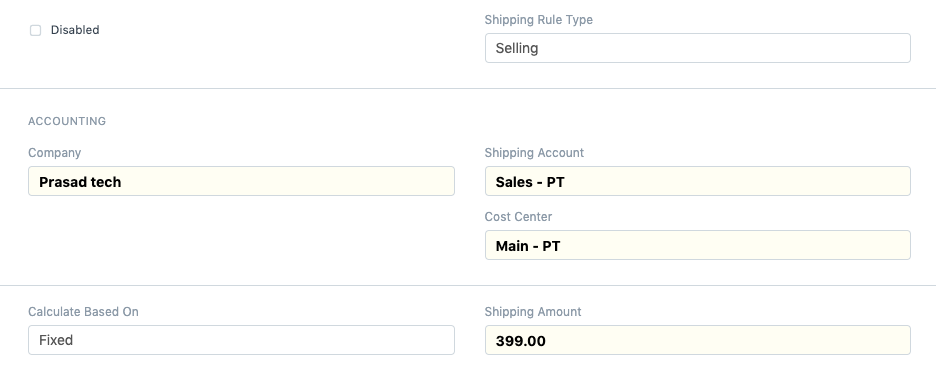 Disabled
Shipping Rule Type
Selling
ACCOUNTING
Company
Prasad tech
Shipping Account
Sales - PT
Cost Center
Main - PT
Calculate Based On
Fixed
Shipping Amount
399.00